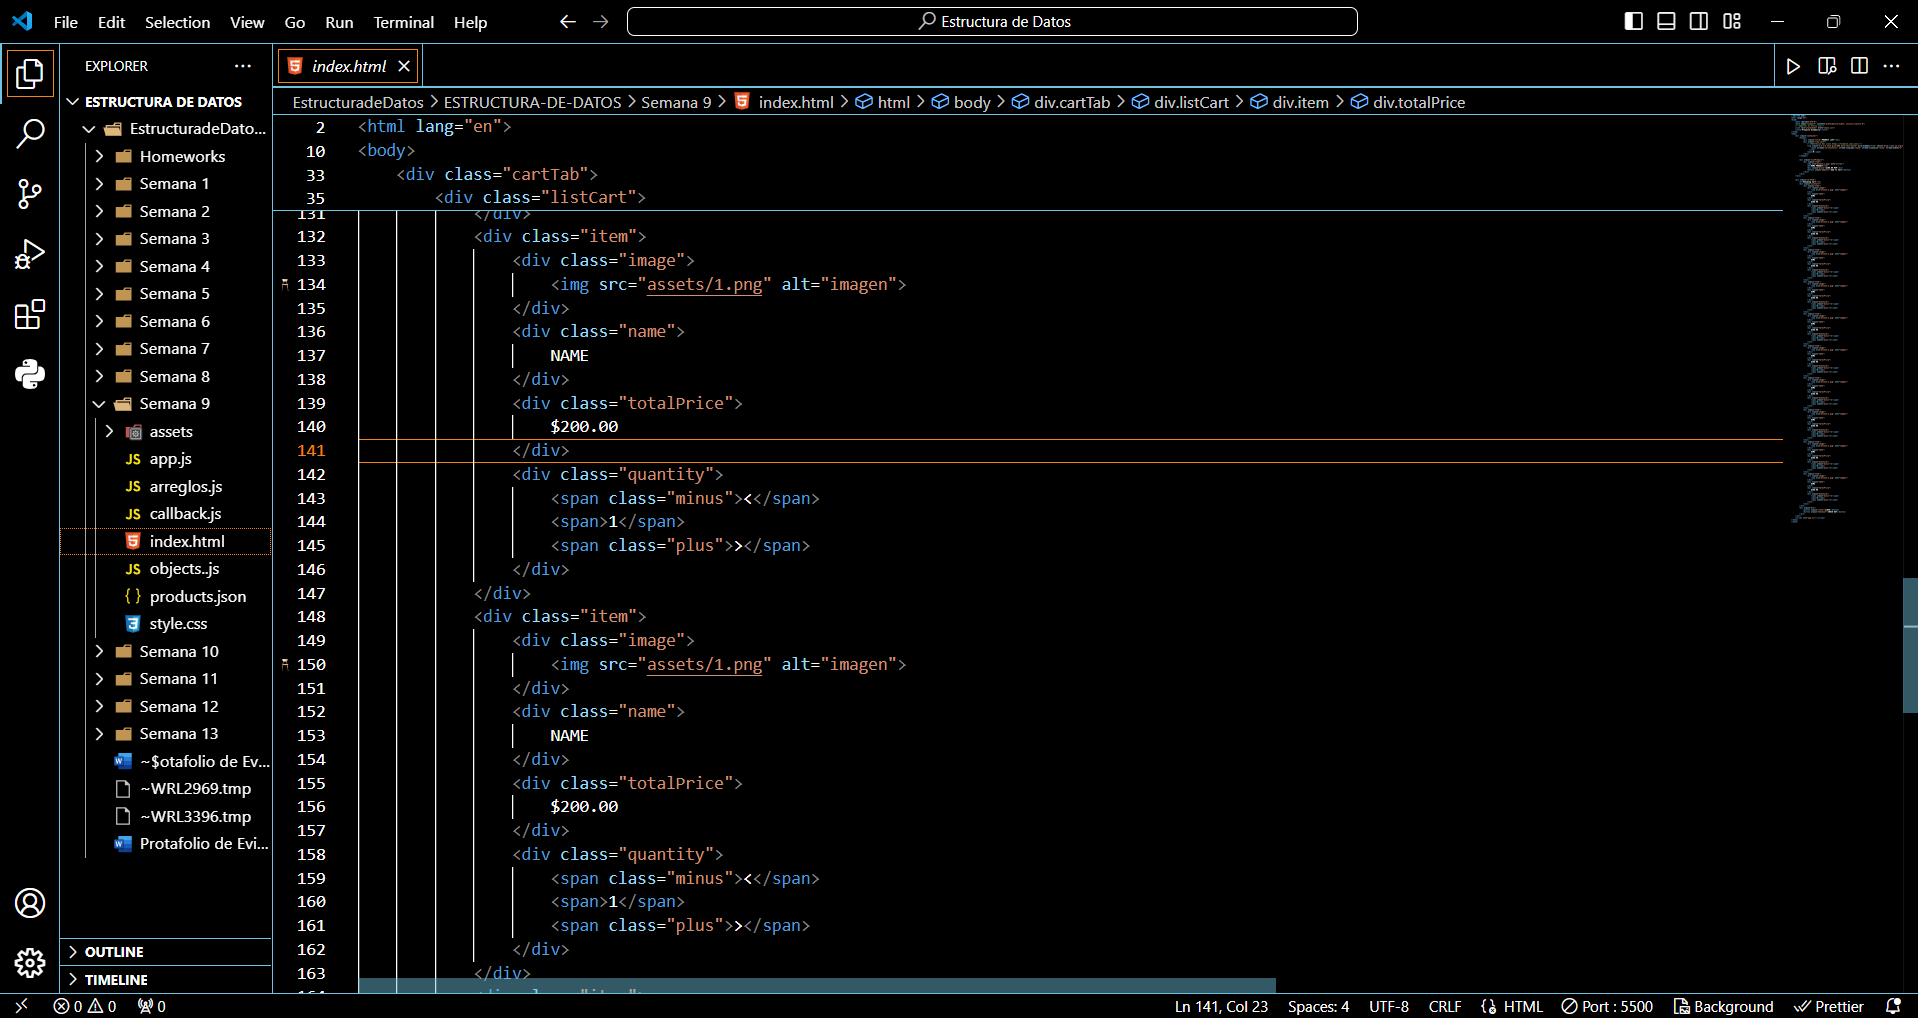 File Edit Selection View Go Run Terminal Help
Estructura de Datos
EXPLORER
ESTRUCTURA DE DATOS
EstructuradeDato...
Homeworks
Semana 1
Semana 2
Semana 3
Semana 4
Semana 5
Semana 6
Semana 7
Semana 8
Semana 9
assets
JS app.js
JS arreglos.js
JS callback.js
index.html
JS objects..js
{} products.json
style.css
Semana 10
Semana 11
Semana 12
Semana 13
~$otafolio de Ev...
~WRL2969.tmp
~WRL3396.tmp
Protafolio de Evi...
OUTLINE
TIMELINE
index.html
EstructuradeDatos > ESTRUCTURA-DE-DATOS > Semana 9 > index.html > html > body > div.cartTab > div.listCart > div.item > div.totalPrice
2 <html lang="en">
10 <body>
33 <div class="cartTab">
35 <div class="listCart">
131 </div>
132 <div class="item">
133 <div class="image">
134 <img src="assets/1.png" alt="imagen">
135 </div>
136 <div class="name">
137 NAME
138 </div>
139 <div class="totalPrice">
140 $200.00
141 </div>
142 <div class="quantity">
143 <span class="minus"><</span>
144 <span>1</span>
145 <span class="plus">></span>
146 </div>
147 </div>
148 <div class="item">
149 <div class="image">
150 <img src="assets/1.png" alt="imagen">
151 </div>
152 <div class="name">
153 NAME
154 </div>
155 <div class="totalPrice">
156 $200.00
157 </div>
158 <div class="quantity">
159 <span class="minus"><</span>
160 <span>1</span>
161 <span class="plus">></span>
162 </div>
163 </div>
0 0 0 Ln 141, Col 23 Spaces: 4 UTF-8 CRLF {} HTML Port : 5500 Background Prettier